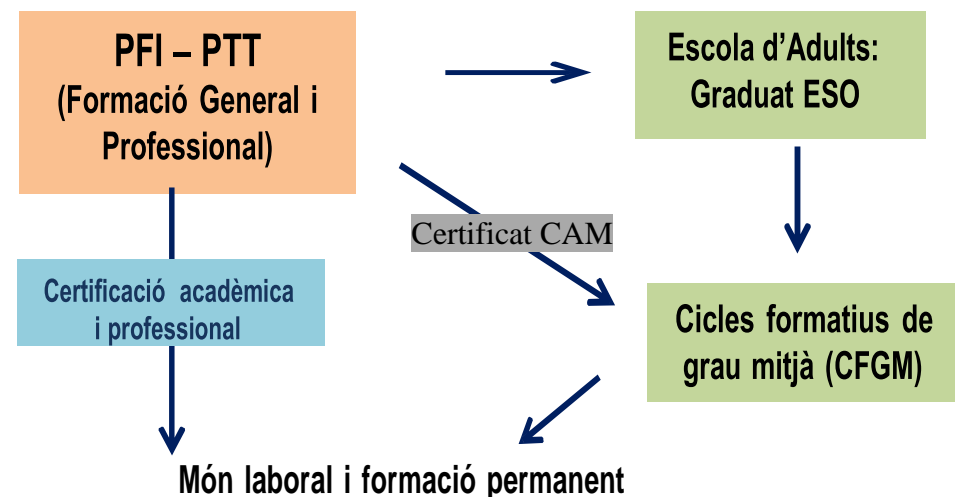 PFI – PTT
(Formació General i
Professional)
Escola d’Adults:
Graduat ESO
Certificat CAM
Certificació acadèmica
i professional
Cicles formatius de
grau mitjà (CFGM)
Món laboral i formació permanent